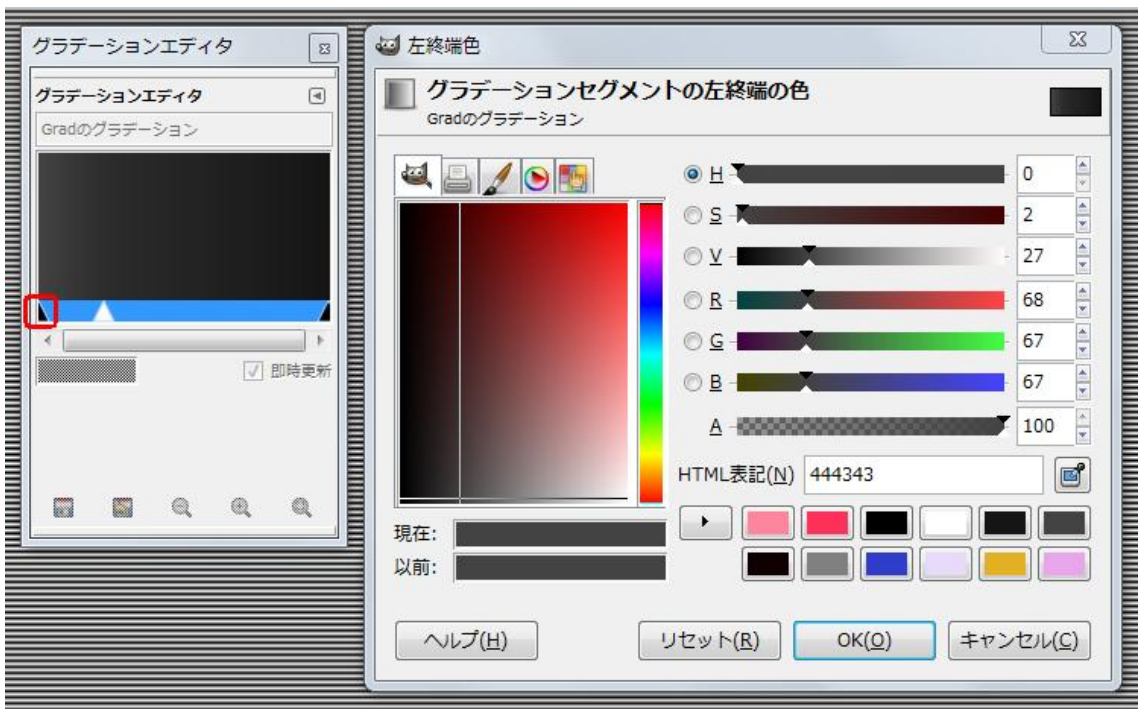 グラデーションエディタ
グラデーションエディタ
Gradのグラデーション
即時更新
左終端色
グラデーションセグメントの左終端の色
Gradのグラデーション
H 0
S 2
V 27
R 68
G 67
B 67
A 100
HTML表記(N) 444343
現在:
以前:
ヘルプ(H)
リセット(R)
OK(O)
キャンセル(C)